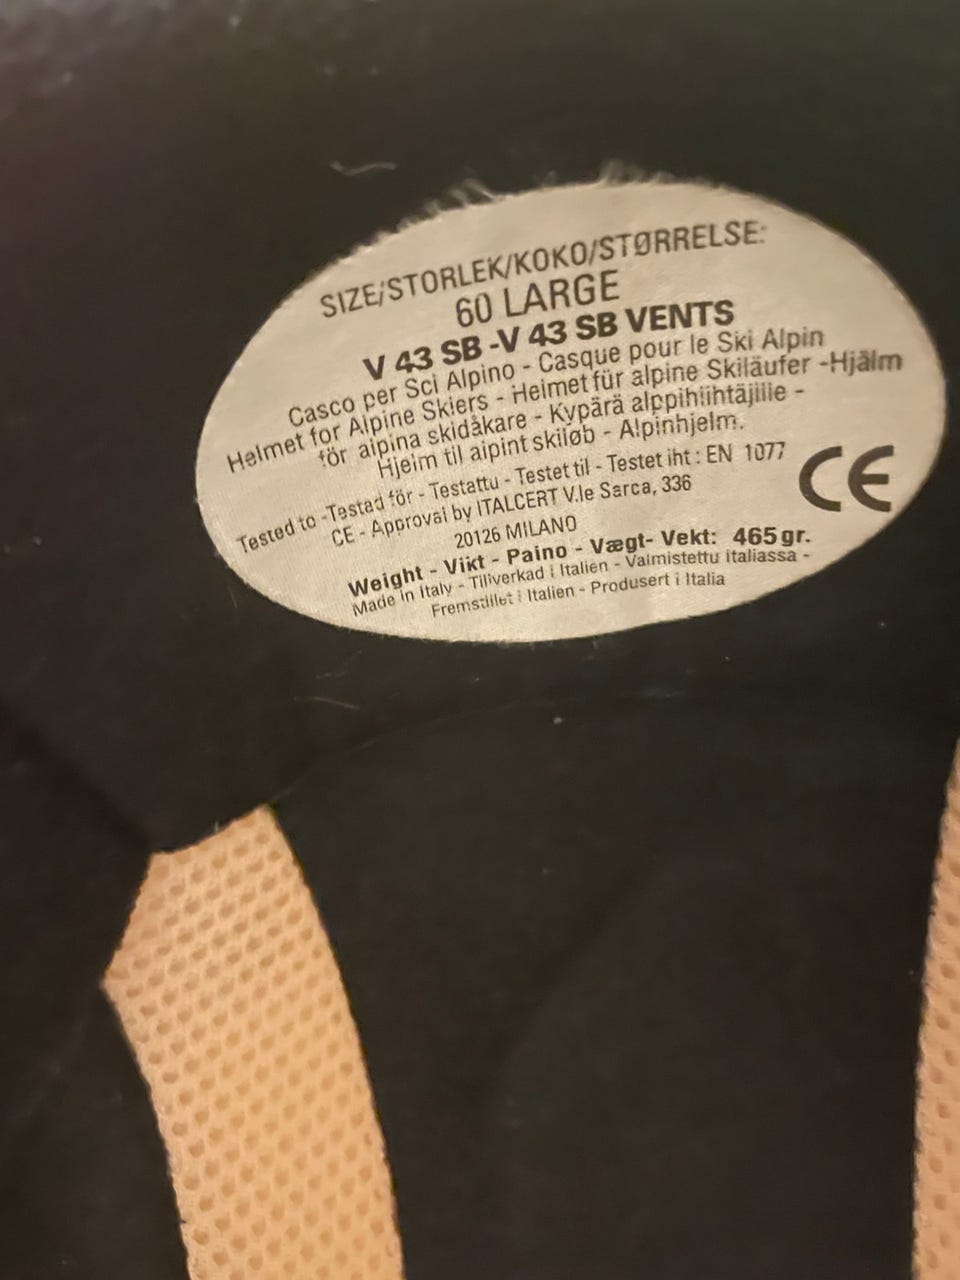 SIZE/STORLEK/KOKO/STØRRELSE:
60 LARGE
V 43 SB -V 43 SB VENTS
Casco per Sci Alpino - Casque pour le Ski Alpin
Helmet for Alpine Skiers - Helmet für alpine Skiläufer -Hjälm
för alpina skidåkare - Kypärä alppihiihtäjille -
Hjelm til alpint skiløb - Alpinhjelm.
Tested to -Testad för - Testattu - Testet til - Testet iht : EN 1077
CE - Approval by ITALCERT V.le Sarca, 336
20126 MILANO
CE
Weight - Vikt - Paino - Vægt- Vekt: 465 gr.
Made in Italy - Tillverkad i Italien - Valmistettu italiassa -
Fremstillet i Italien - Produsert i Italia